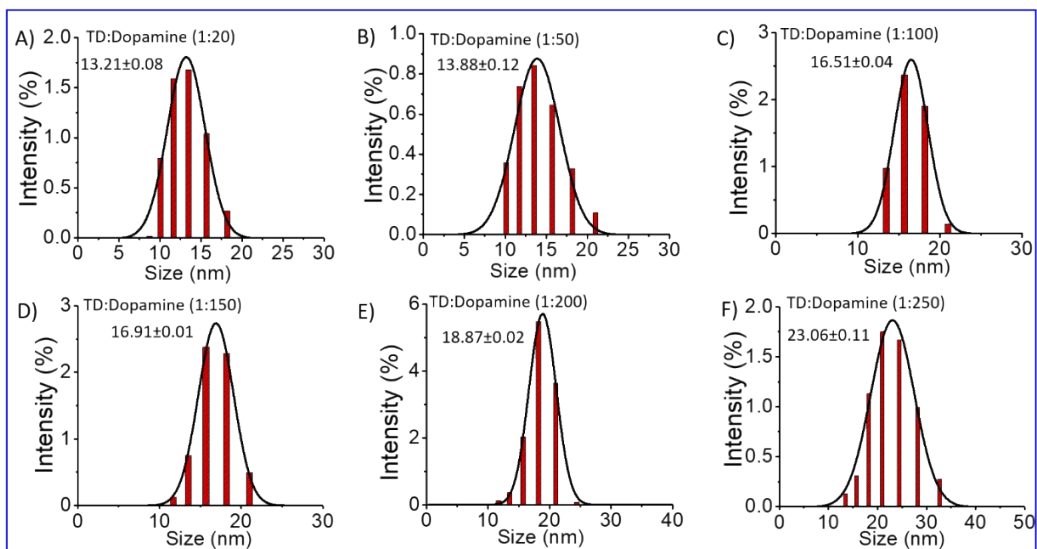 A)
TD:Dopamine (1:20)
13.21±0.08
2.0
1.5
1.0
0.5
0.0
Intensity (%)
0 5 10 15 20 25 30
Size (nm)
B)
TD:Dopamine (1:50)
13.88±0.12
1.0
0.8
0.6
0.4
0.2
0.0
Intensity (%)
0 5 10 15 20 25 30
Size (nm)
C)
TD:Dopamine (1:100)
16.51±0.04
3
2
1
0
Intensity (%)
0 10 20 30
Size (nm)
D)
TD:Dopamine (1:150)
16.91±0.01
3
2
1
0
Intensity (%)
0 10 20 30
Size (nm)
E)
TD:Dopamine (1:200)
18.87±0.02
6
4
2
0
Intensity (%)
0 10 20 30 40
Size (nm)
F)
TD:Dopamine (1:250)
23.06±0.11
2.0
1.5
1.0
0.5
0.0
Intensity (%)
0 10 20 30 40 50
Size (nm)